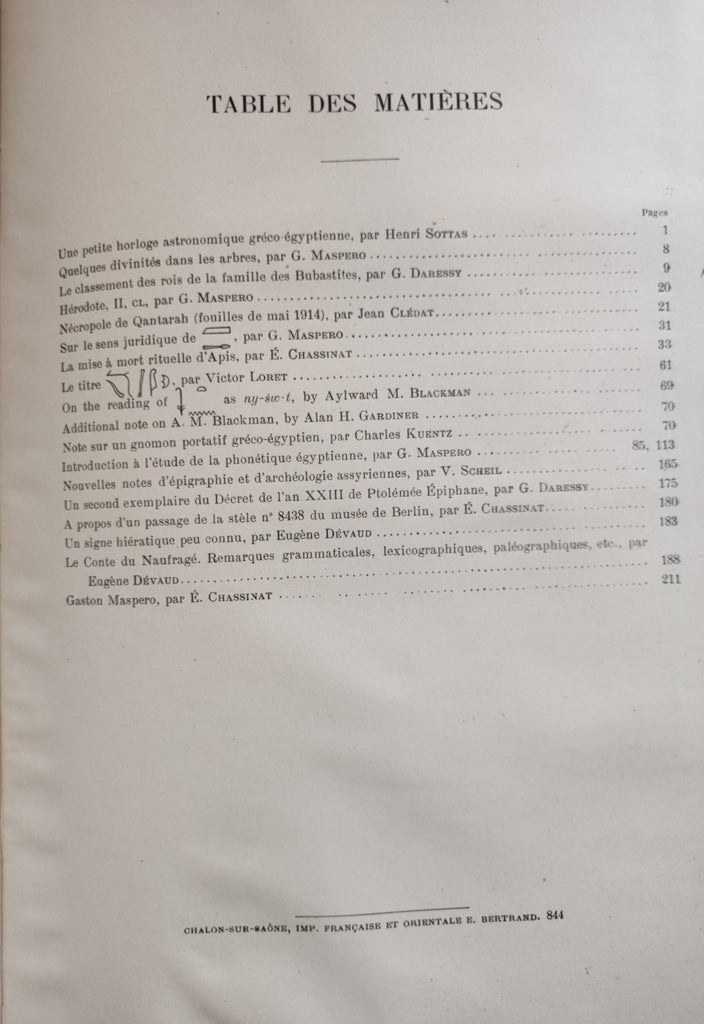 TABLE DES MATIÈRES
Pages
Une petite horloge astronomique gréco-égyptienne, par Henri SOTTAS ........ 1
Quelques divinités dans les arbres, par G. MASPERO ........ 8
Le classement des rois de la famille des Bubastites, par G. DARESSY ........ 9
Hérodote, II, CL, par G. MASPERO ........ 20
Nécropole de Qantarah (fouilles de mai 1914), par Jean CLÉDAT ........ 21
Sur le sens juridique de , par G. MASPERO ........ 31
La mise à mort rituelle d'Apis, par É. CHASSINAT ........ 33
Le titre , par Victor LORET ........ 61
On the reading of as ny-św-t, by Aylward M. BLACKMAN ........ 69
Additional note on A. M. Blackman, by Alan H. GARDINER ........ 70
Note sur un gnomon portatif gréco-égyptien, par Charles KUENTZ ........ 70
Introduction à l'étude de la phonétique égyptienne, par G. MASPERO ........ 85, 113
Nouvelles notes d'épigraphie et d'archéologie assyriennes, par V. SCHEIL ........ 165
Un second exemplaire du Décret de l'an XXIII de Ptolémée Épiphane, par G. DARESSY ........ 175
A propos d'un passage de la stèle n° 8438 du musée de Berlin, par É. CHASSINAT ........ 180
Un signe hiératique peu connu, par Eugène DÉVAUD ........ 183
Le Conte du Naufragé. Remarques grammaticales, lexicographiques, paléographiques, etc., par
Eugène DÉVAUD ........ 188
Gaston Maspero, par É. CHASSINAT ........ 211
CHALON-SUR-SAÔNE, IMP. FRANÇAISE ET ORIENTALE E. BERTRAND. 844